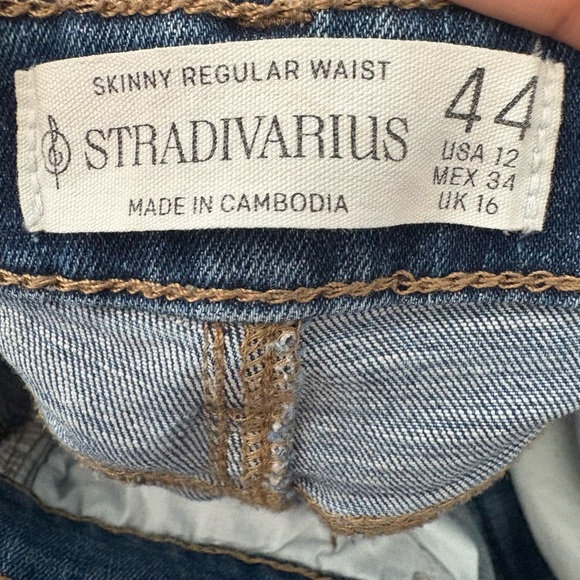 SKINNY REGULAR WAIST
STRADIVARIUS
MADE IN CAMBODIA
44
USA 12
MEX 34
UK 16